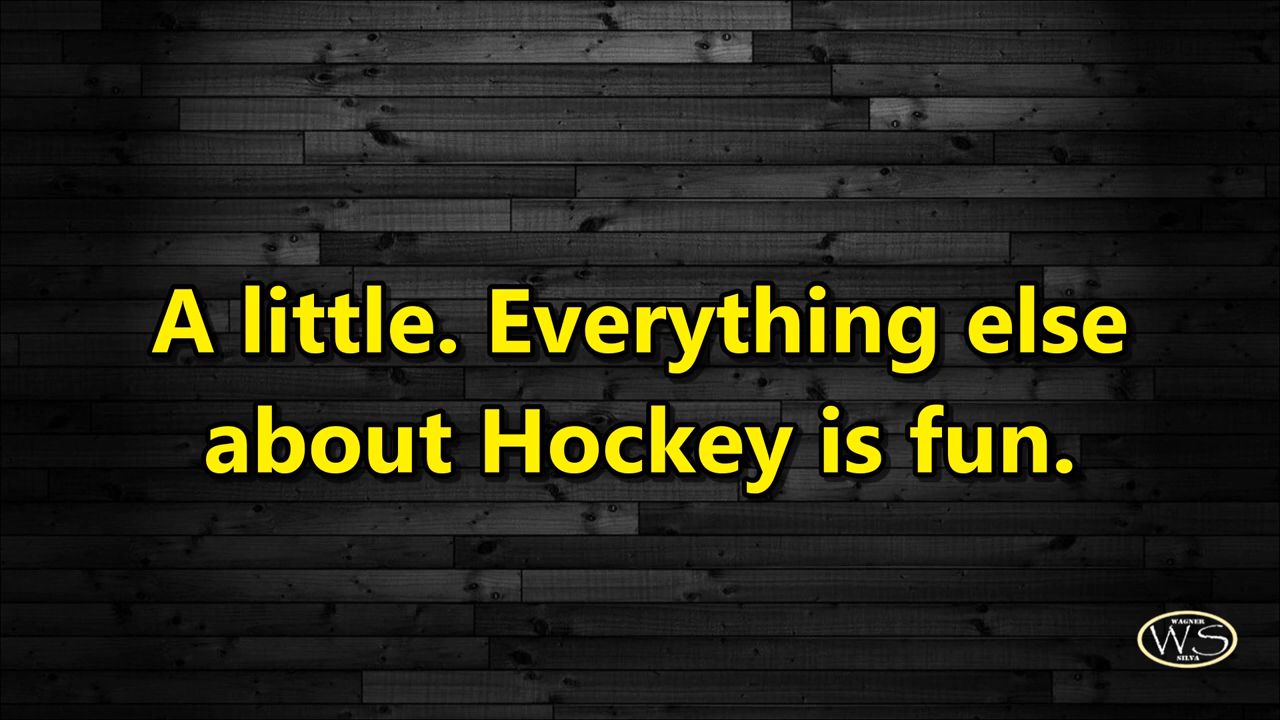 A little. Everything else
about Hockey is fun.
WAGNER
WS
SILVA